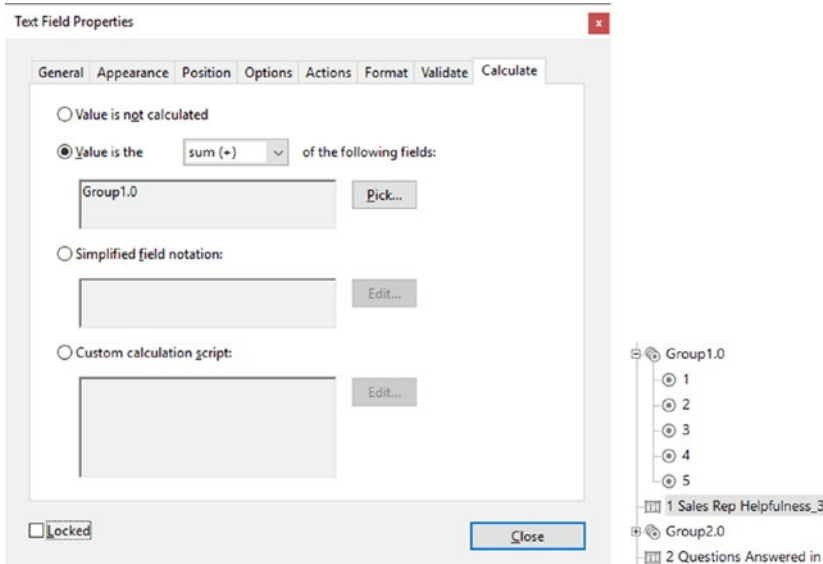 Text Field Properties
x
General Appearance Position Options Actions Format Validate Calculate
Value is not calculated
Value is the sum (+) of the following fields:
Group1.0
Pick...
Simplified field notation:
Edit...
Custom calculation script:
Edit...
Locked
Close
Group1.0
1
2
3
4
5
1 Sales Rep Helpfulness_3
Group2.0
2 Questions Answered in